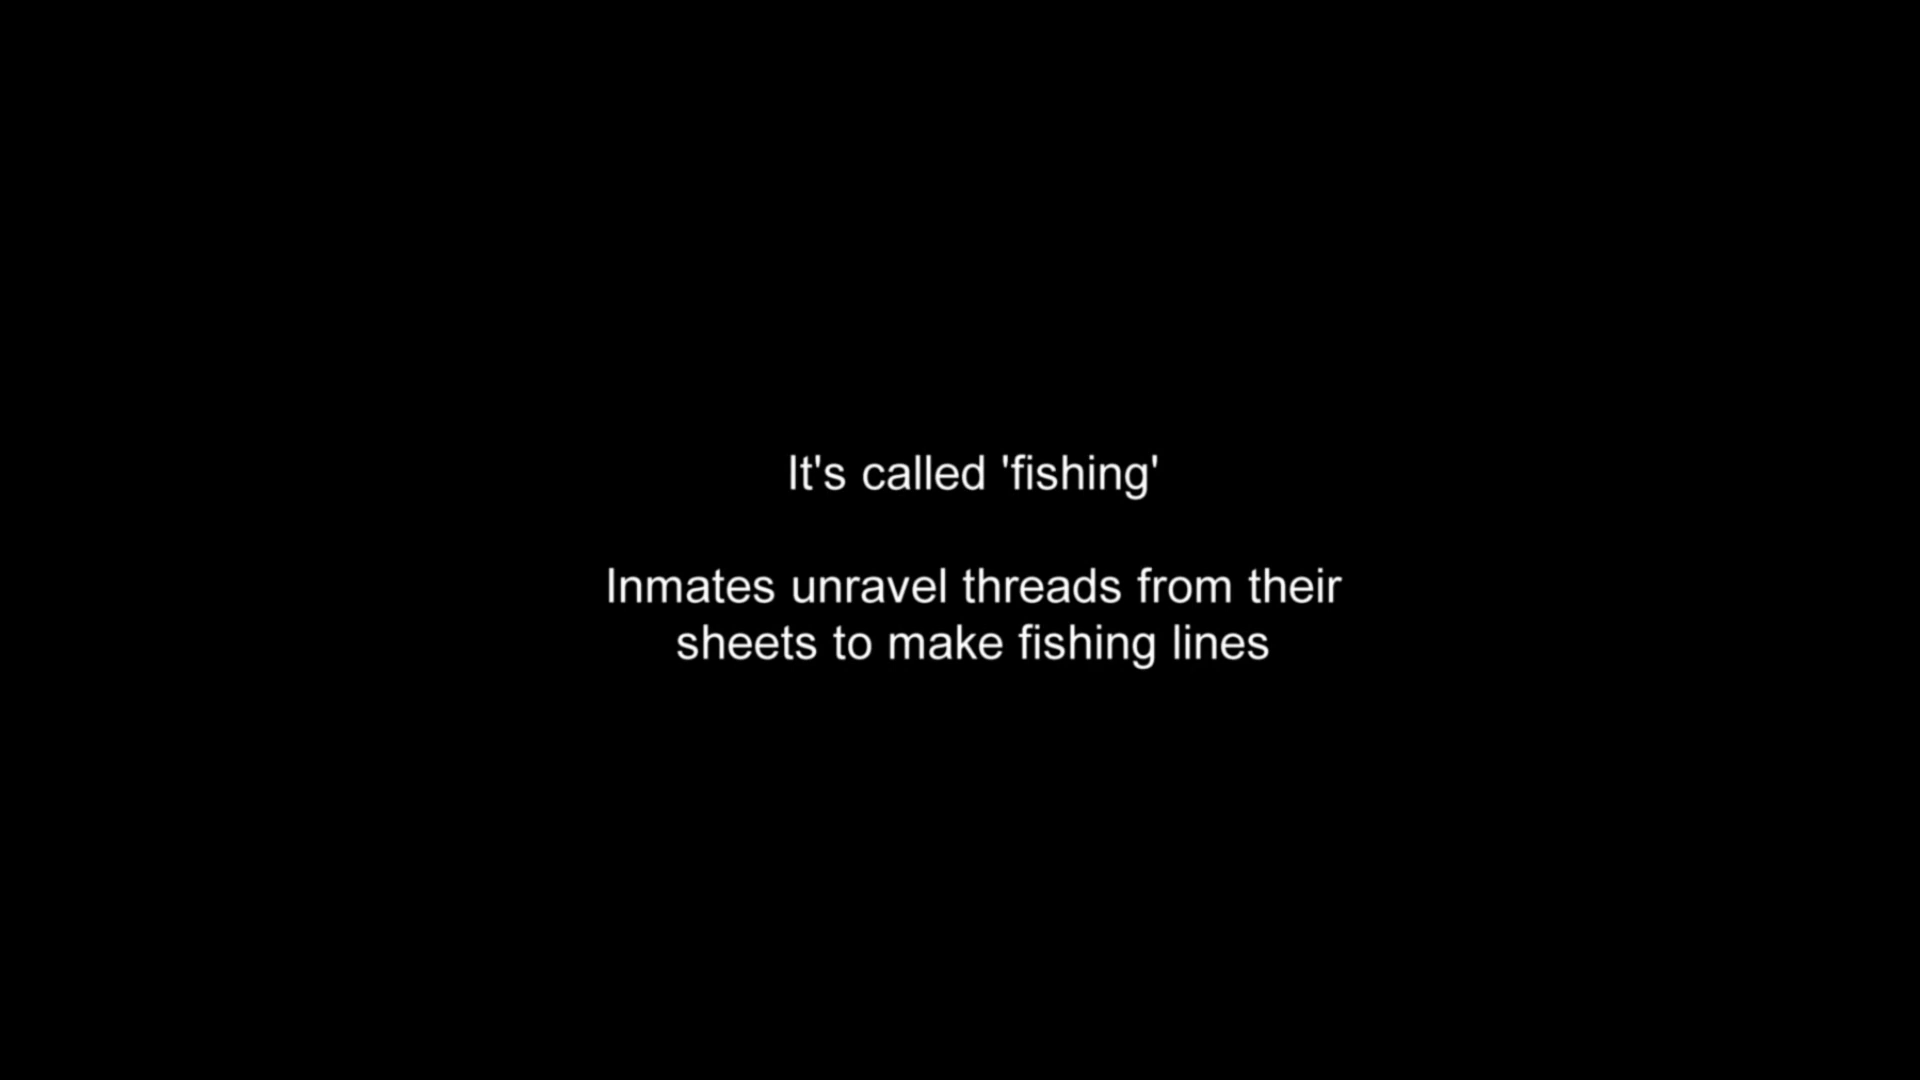 It's called 'fishing'
Inmates unravel threads from their
sheets to make fishing lines